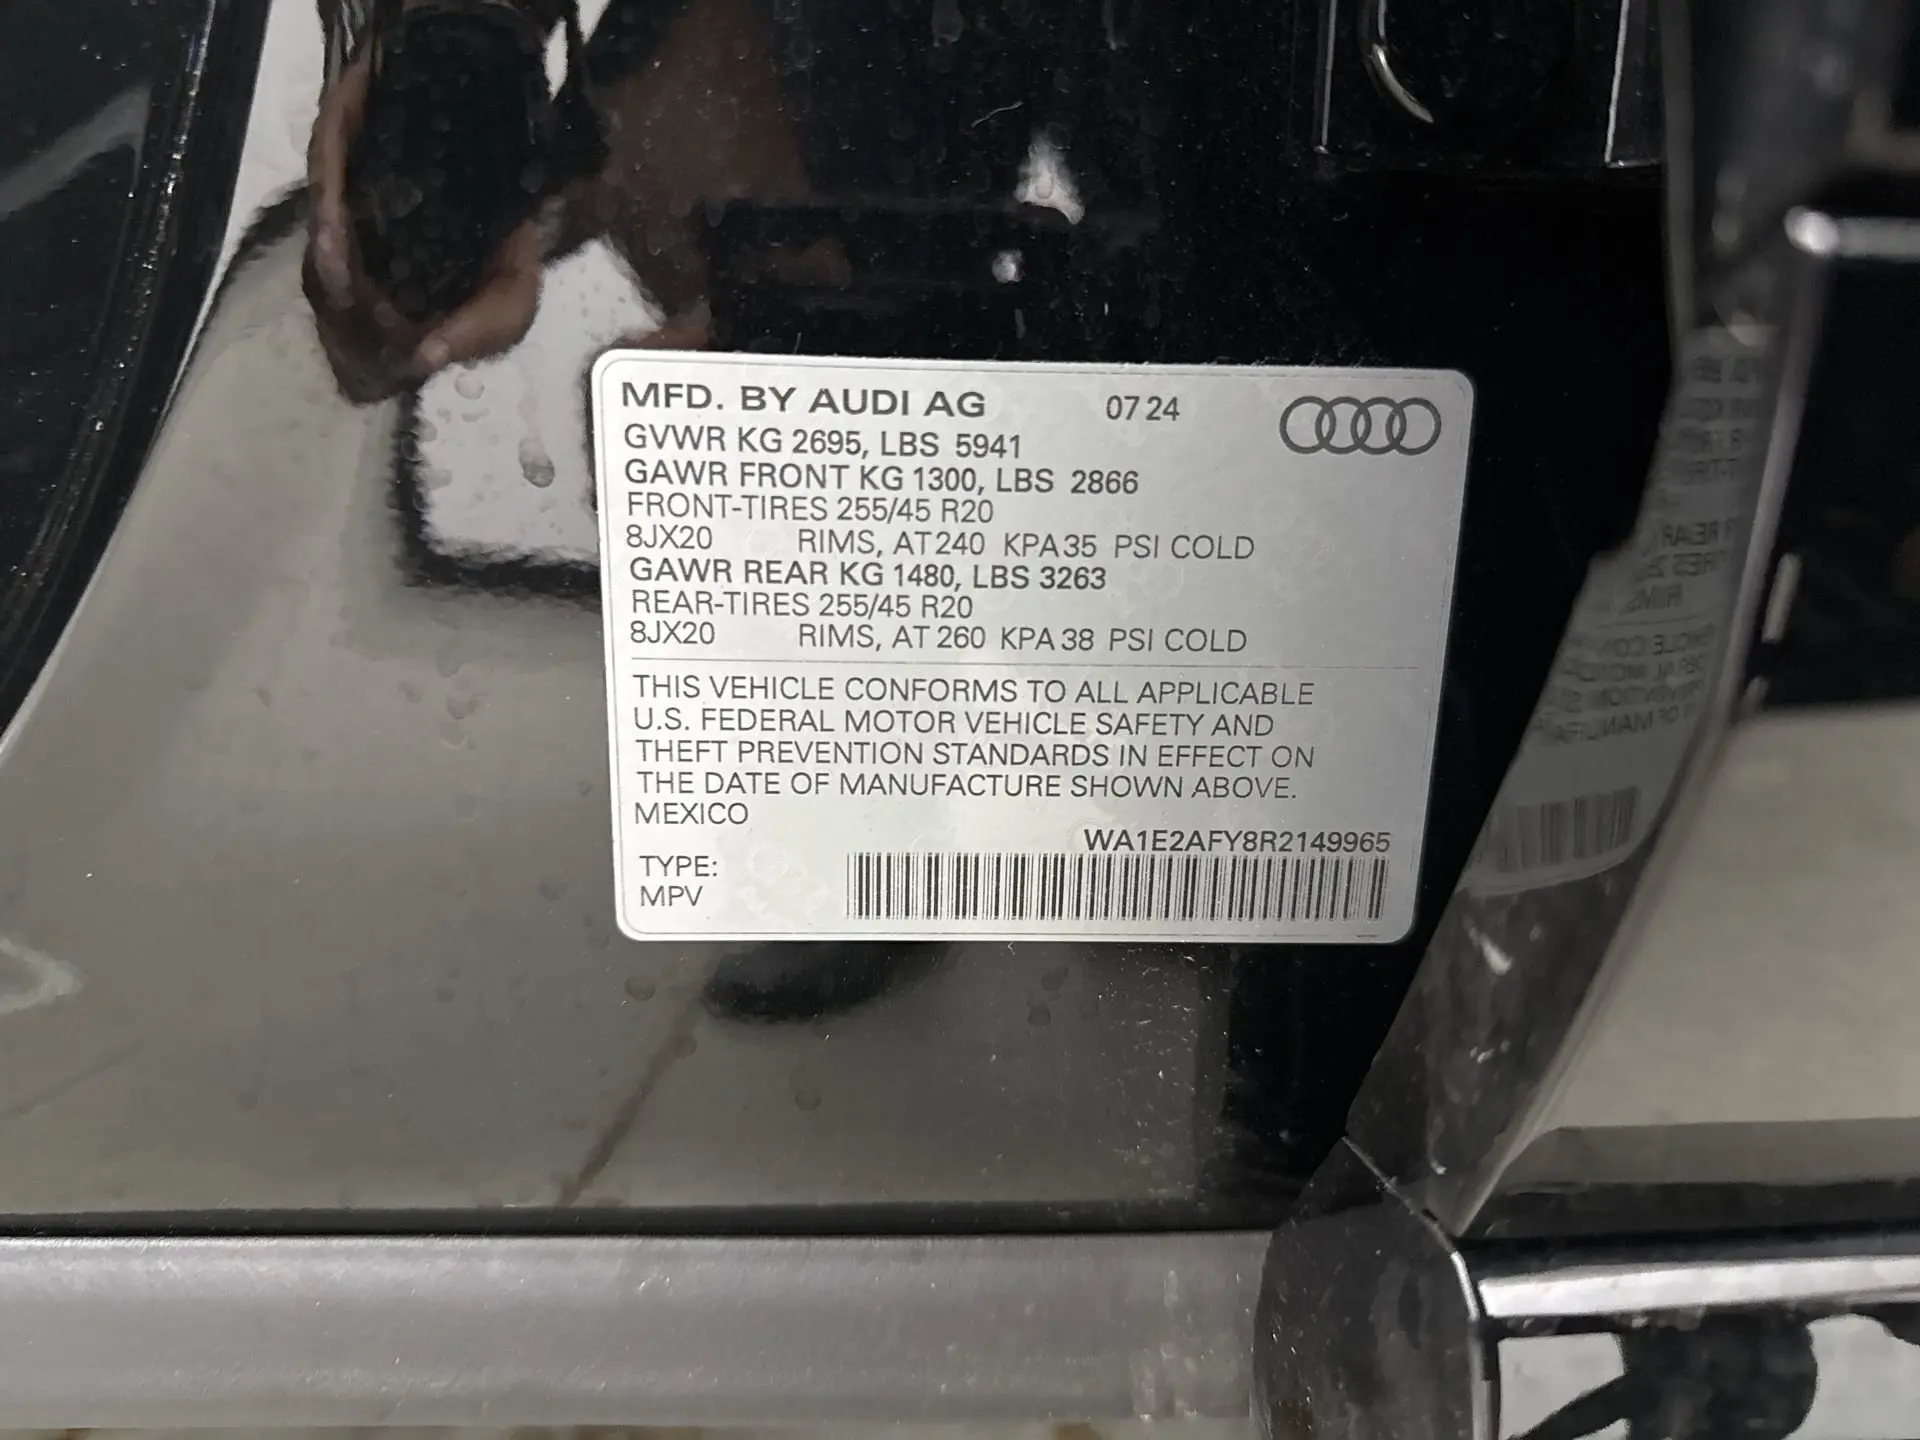 MFD. BY AUDI AG 07 24
GVWR KG 2695, LBS 5941
GAWR FRONT KG 1300, LBS 2866
FRONT-TIRES 255/45 R20
8JX20 RIMS, AT 240 KPA 35 PSI COLD
GAWR REAR KG 1480, LBS 3263
REAR-TIRES 255/45 R20
8JX20 RIMS, AT 260 KPA 38 PSI COLD
THIS VEHICLE CONFORMS TO ALL APPLICABLE
U.S. FEDERAL MOTOR VEHICLE SAFETY AND
THEFT PREVENTION STANDARDS IN EFFECT ON
THE DATE OF MANUFACTURE SHOWN ABOVE.
MEXICO
WA1E2AFY8R2149965
TYPE:
MPV